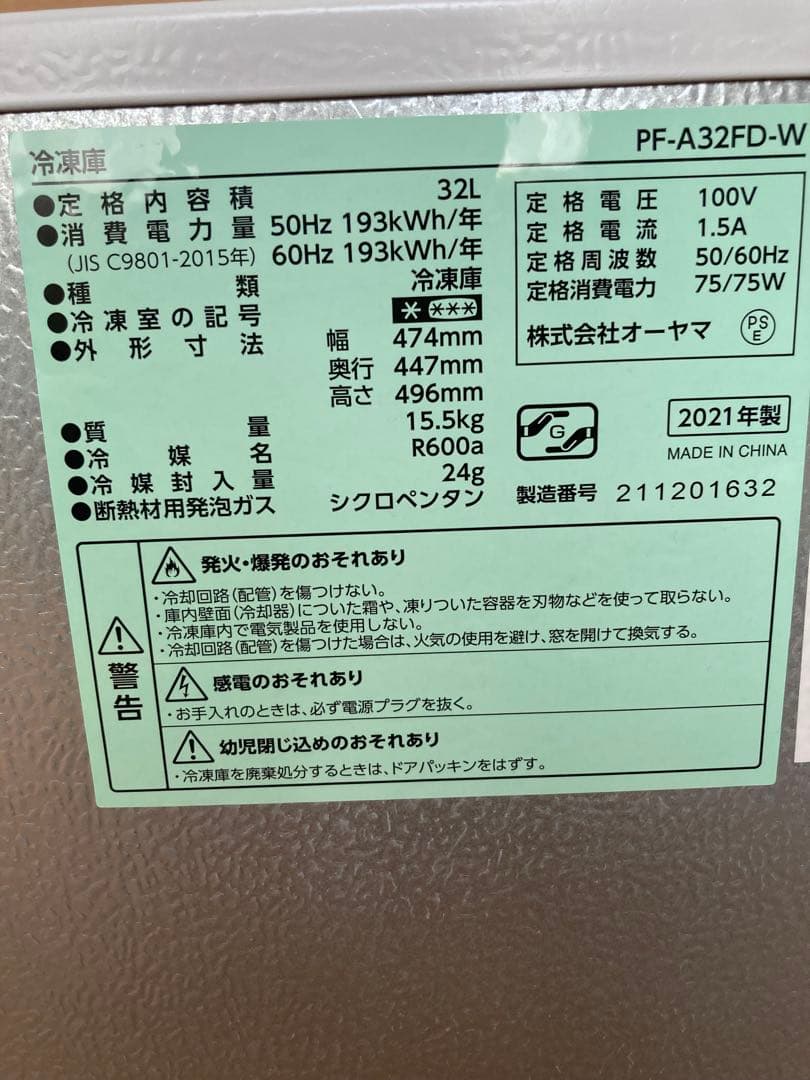 冷凍庫
PF-A32FD-W
●定格内容積 32L
●消費電力量 50Hz 193kWh/年
(JIS C9801-2015年) 60Hz 193kWh/年
●種類 冷凍庫
●冷凍室の記号 * ***
●外形寸法 幅 474mm
奥行 447mm
高さ 496mm
●質量 15.5kg
●冷媒名 R600a
●冷媒封入量 24g
●断熱材用発泡ガス シクロペンタン
定格電圧 100V
定格電流 1.5A
定格周波数 50/60Hz
定格消費電力 75/75W
株式会社オーヤマ PSE
G
2021年製
MADE IN CHINA
製造番号 211201632
警告
発火・爆発のおそれあり
・冷却回路(配管)を傷つけない。
・庫内壁面(冷却器)についた霜や、凍りついた容器を刃物などを使って取らない。
・冷凍庫内で電気製品を使用しない。
・冷却回路(配管)を傷つけた場合は、火気の使用を避け、窓を開けて換気する。
感電のおそれあり
・お手入れのときは、必ず電源プラグを抜く。
幼児閉じ込めのおそれあり
・冷凍庫を廃棄処分するときは、ドアパッキンをはずす。